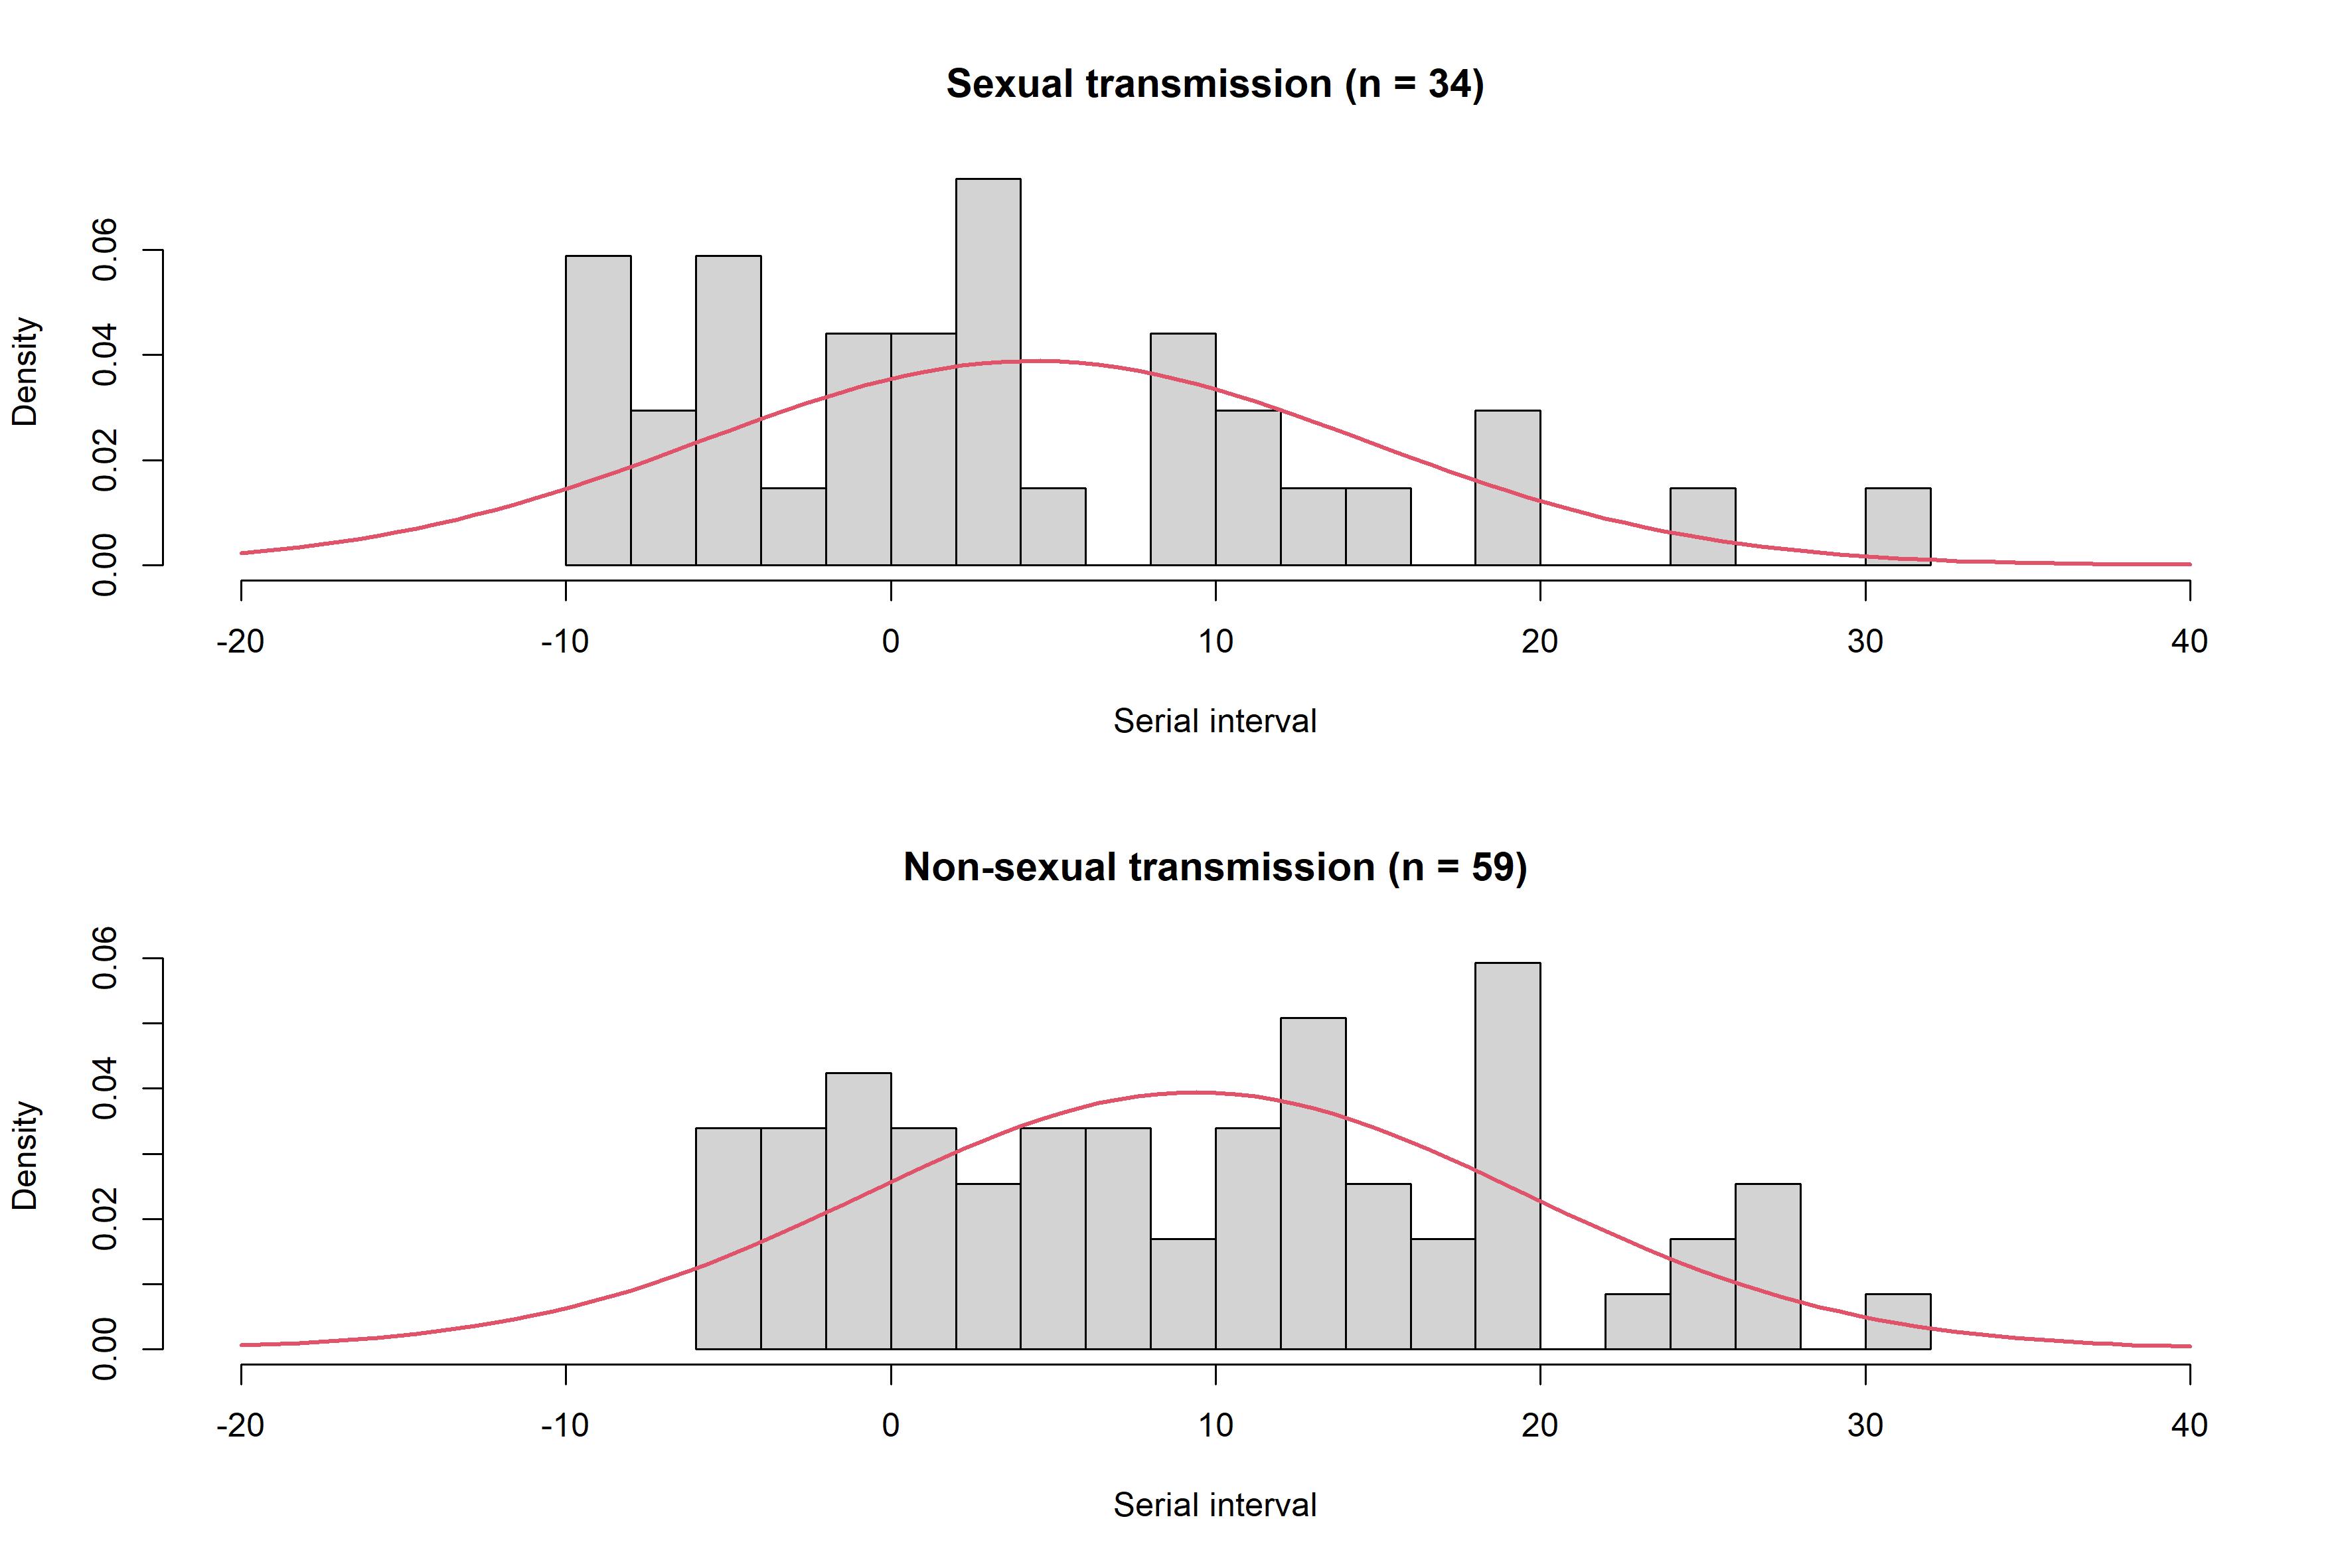 Sexual transmission (n = 34)
Density
0.00 0.02 0.04 0.06
-20 -10 0 10 20 30 40
Serial interval
Non-sexual transmission (n = 59)
Density
0.00 0.02 0.04 0.06
-20 -10 0 10 20 30 40
Serial interval